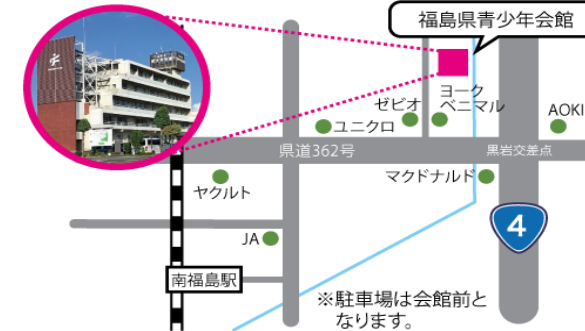 福島県青少年会館
ヨーク
ベニマル
ゼビオ
AOKI
ユニクロ
県道362号
黒岩交差点
マクドナルド
ヤクルト
4
JA
南福島駅
※駐車場は会館前と
なります。